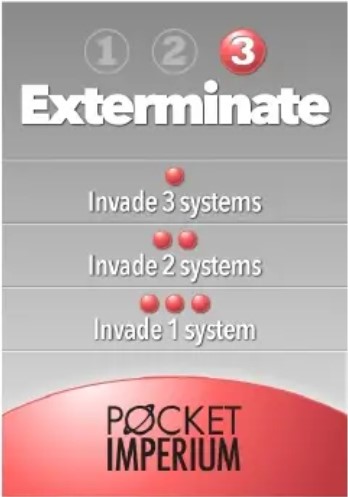 1 2 3
Exterminate
Invade 3 systems
Invade 2 systems
Invade 1 system
POCKET
IMPERIUM